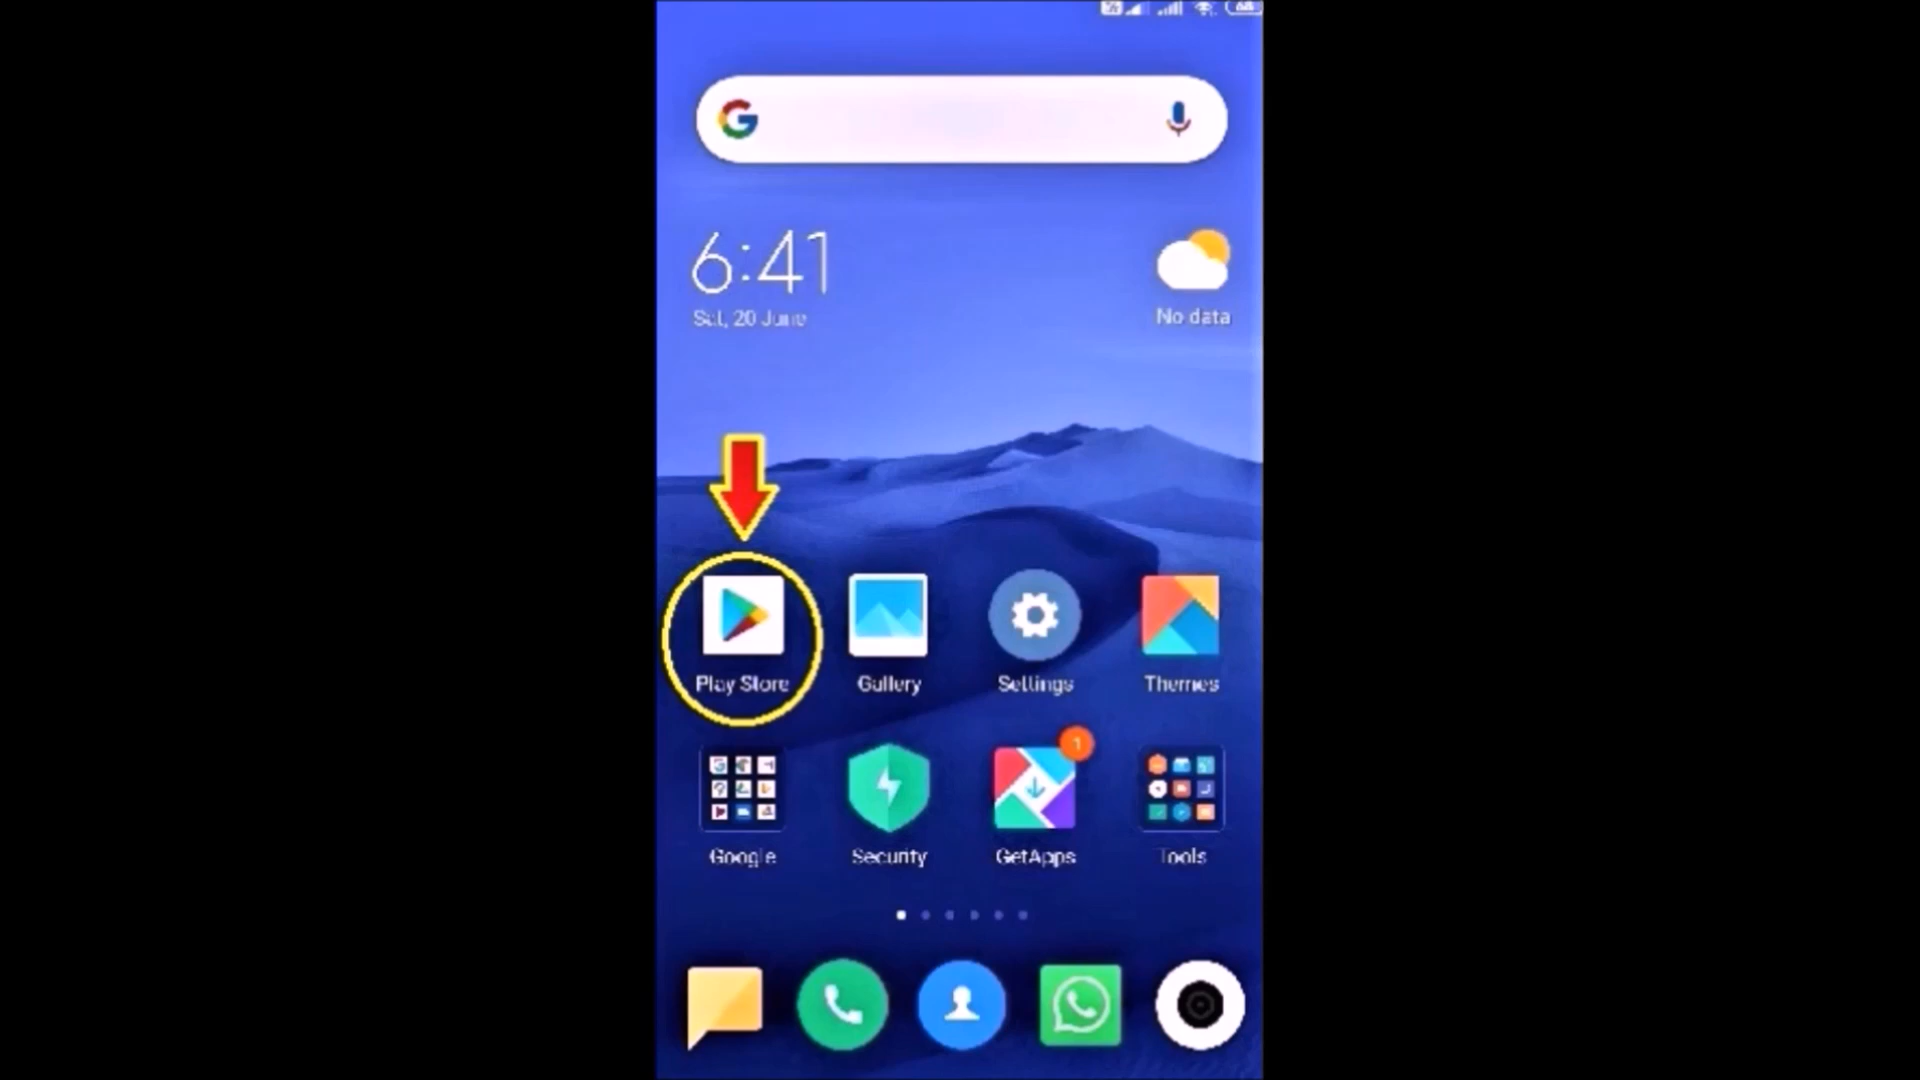 6:41
Sat, 20 June
No data
Play Store
Gallery
Settings
Themes
1
Google
Security
GetApps
Tools